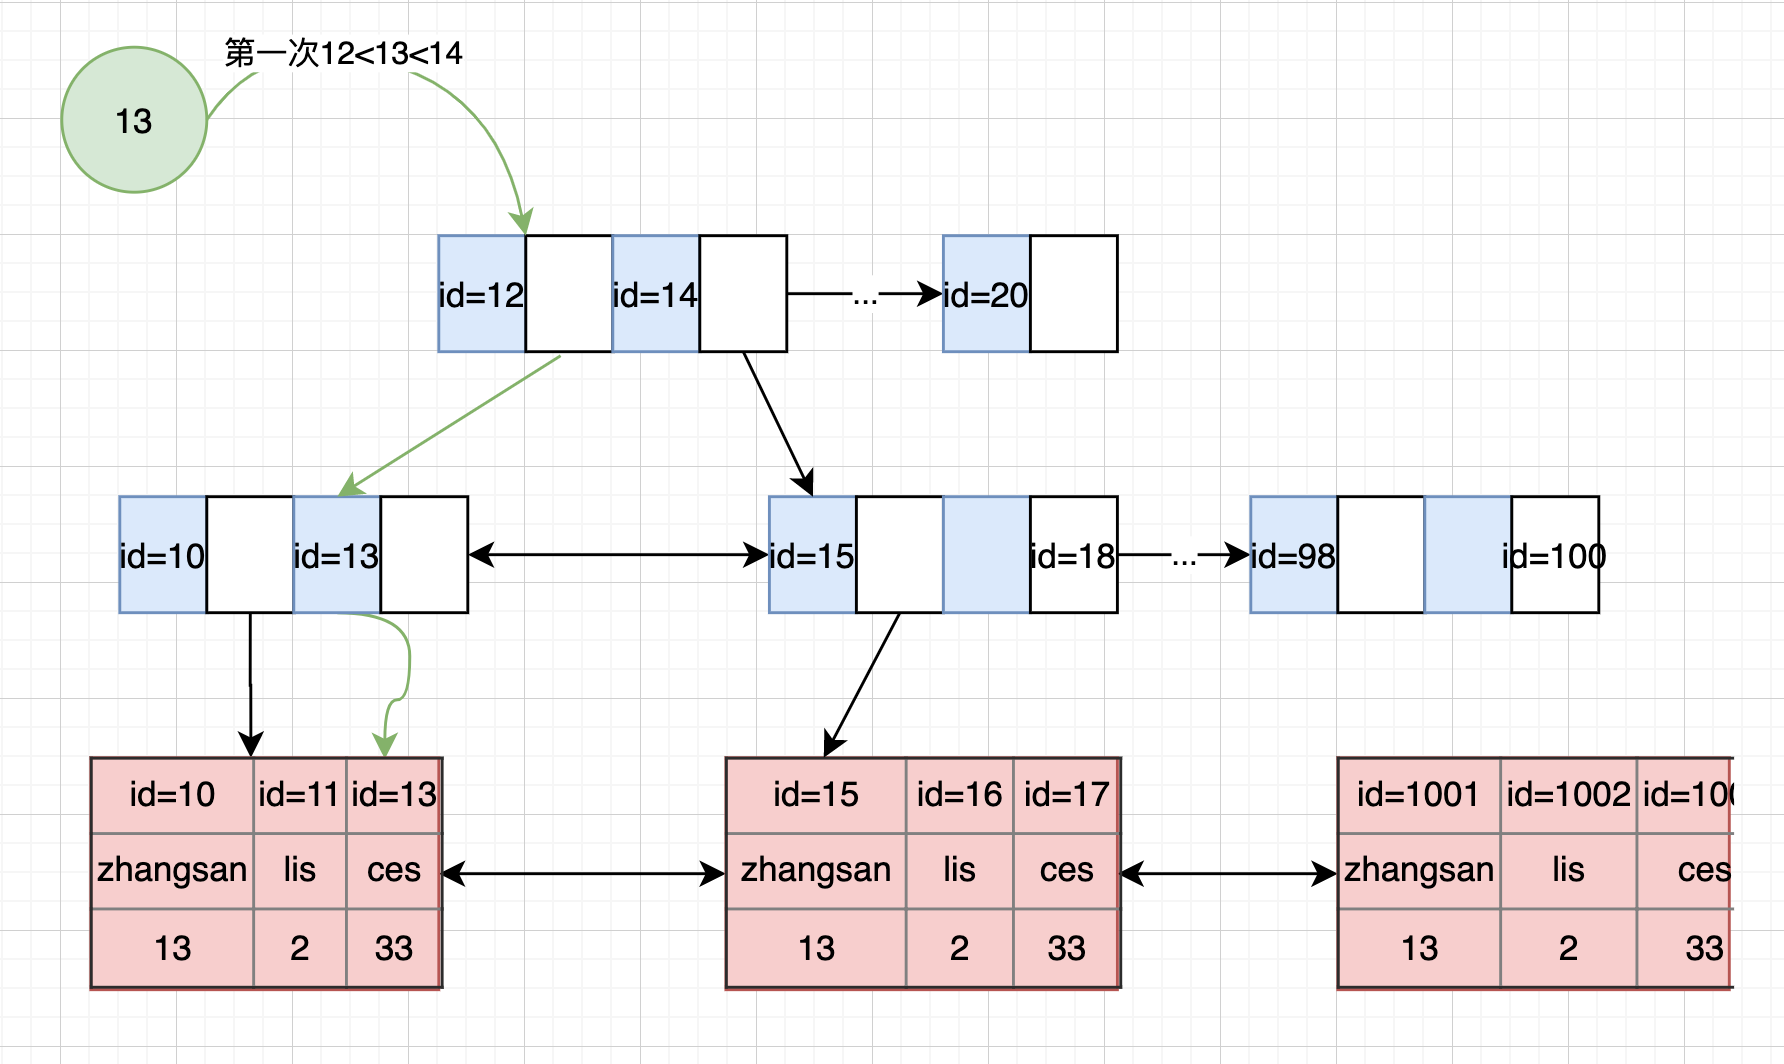 第一次12<13<14
13
id=12 id=14 ... id=20
id=10 id=13 id=15 id=18 ... id=98 id=100
id=10 id=11 id=13 id=15 id=16 id=17 id=1001 id=1002
zhangsan lis ces zhangsan lis ces zhangsan lis ces
13 2 33 13 2 33 13 2 33